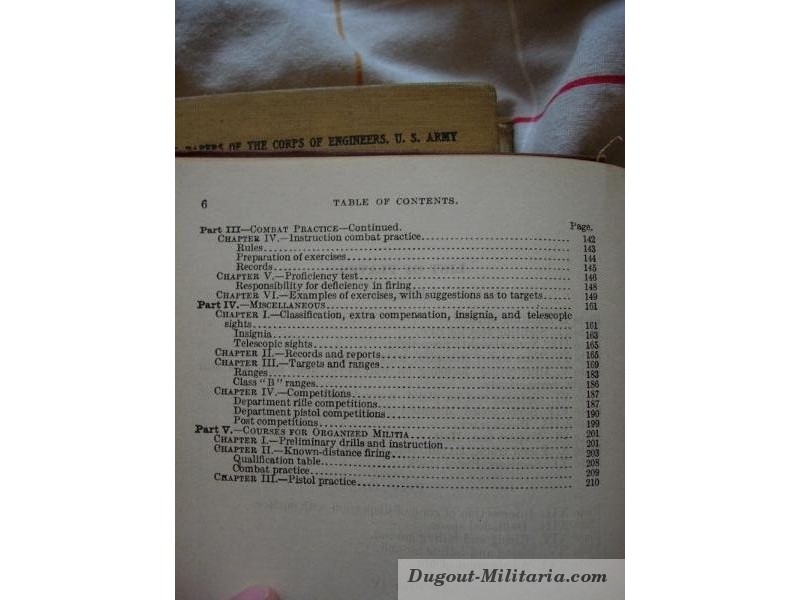 PAPERS OF THE CORPS OF ENGINEERS, U. S. ARMY
6 TABLE OF CONTENTS.
Part III—COMBAT PRACTICE—Continued. Page.
CHAPTER IV.—Instruction combat practice. 142
Rules. 143
Preparation of exercises. 144
Records. 145
CHAPTER V.—Proficiency test. 146
Responsibility for deficiency in firing. 148
CHAPTER VI.—Examples of exercises, with suggestions as to targets. 149
Part IV.—MISCELLANEOUS. 161
CHAPTER I.—Classification, extra compensation, insignia, and telescopic
sights. 161
Insignia. 163
Telescopic sights. 165
CHAPTER II.—Records and reports. 165
CHAPTER III.—Targets and ranges. 169
Ranges. 183
Class "B" ranges. 186
CHAPTER IV.—Competitions. 187
Department rifle competitions. 187
Department pistol competitions. 190
Post competitions. 199
Part V.—COURSES FOR ORGANIZED MILITIA. 201
CHAPTER I.—Preliminary drills and instruction. 201
CHAPTER II.—Known-distance firing. 203
Qualification table. 208
Combat practice. 209
CHAPTER III.—Pistol practice. 210
Dugout-Militaria.com